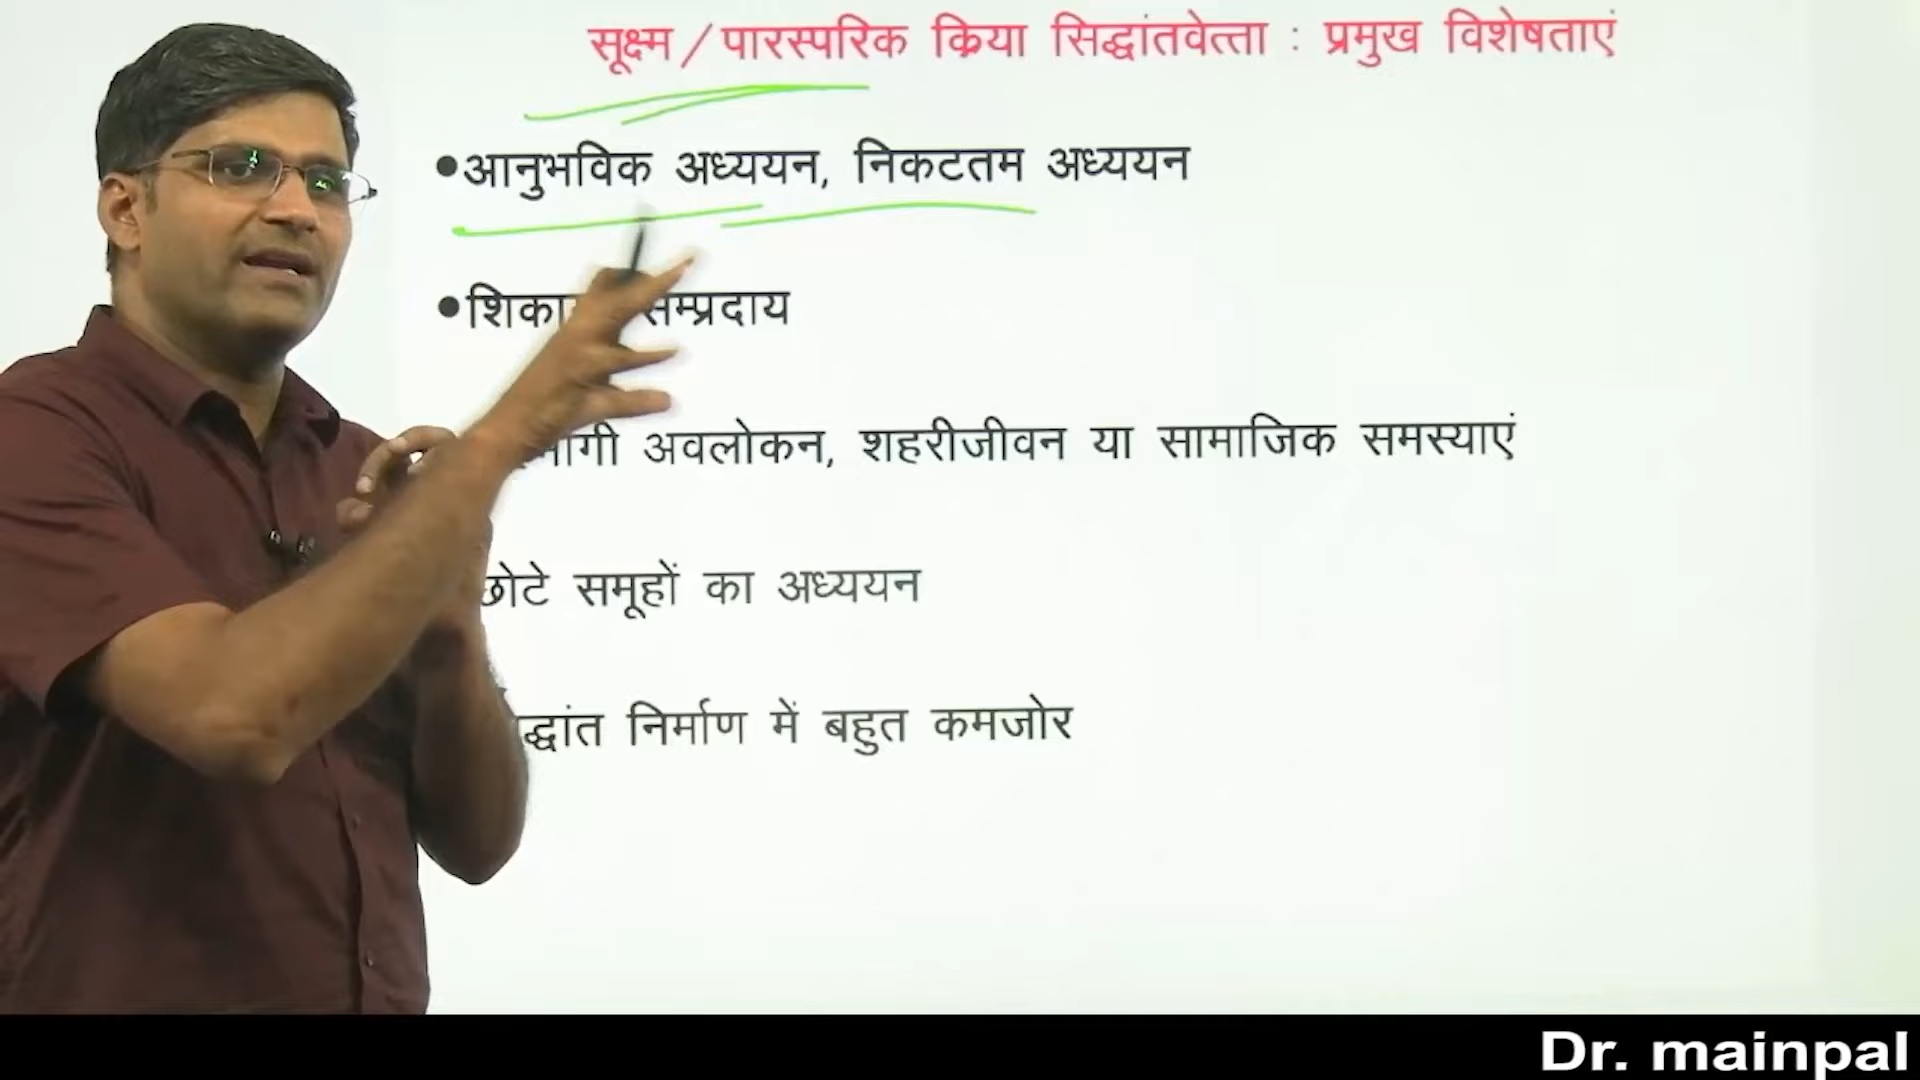 सूक्ष्म / पारस्परिक क्रिया सिद्धांतवेत्ता : प्रमुख विशेषताएं
•आनुभविक अध्ययन, निकटतम अध्ययन
• सम्प्रदाय
अवलोकन, शहरीजीवन या सामाजिक समस्याएं
छोटे समूहों का अध्ययन
निर्माण में बहुत कमजोर
Dr. mainpal